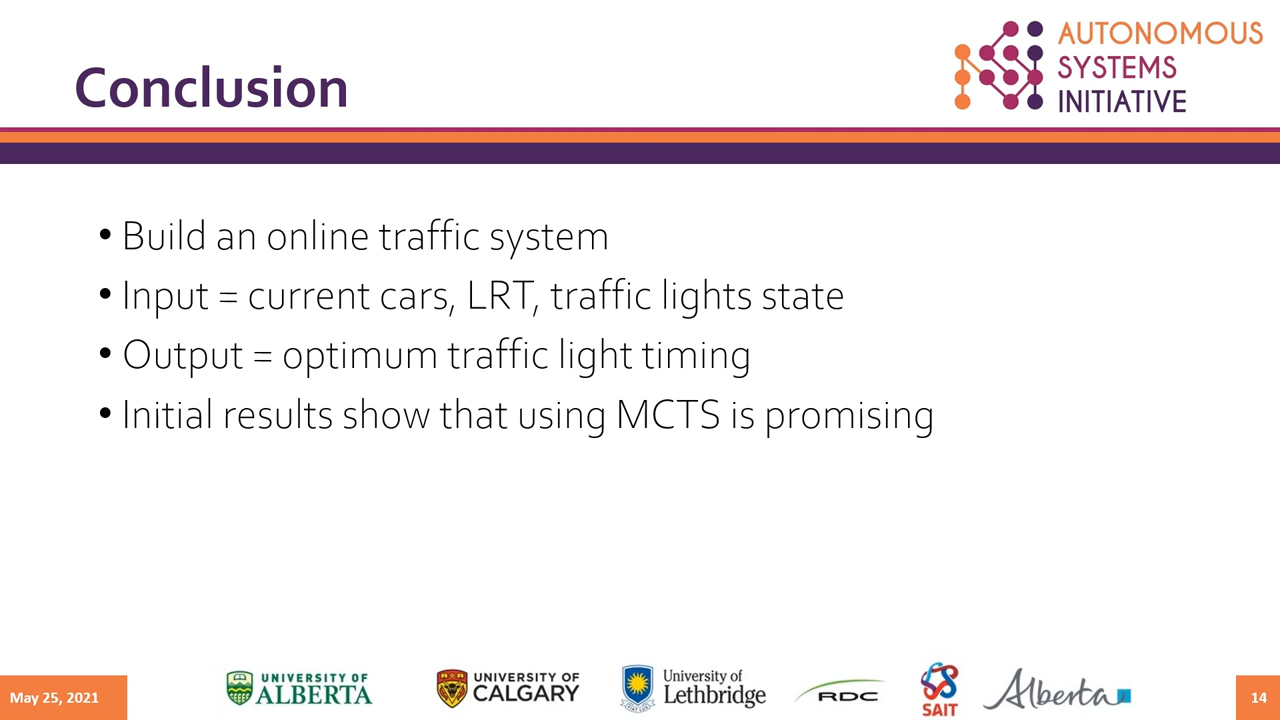 Conclusion
AUTONOMOUS
SYSTEMS
INITIATIVE
• Build an online traffic system
• Input = current cars, LRT, traffic lights state
• Output = optimum traffic light timing
• Initial results show that using MCTS is promising
May 25, 2021
UNIVERSITY OF
ALBERTA
UNIVERSITY OF
CALGARY
University of
Lethbridge
RDC
SAIT
Alberta
14